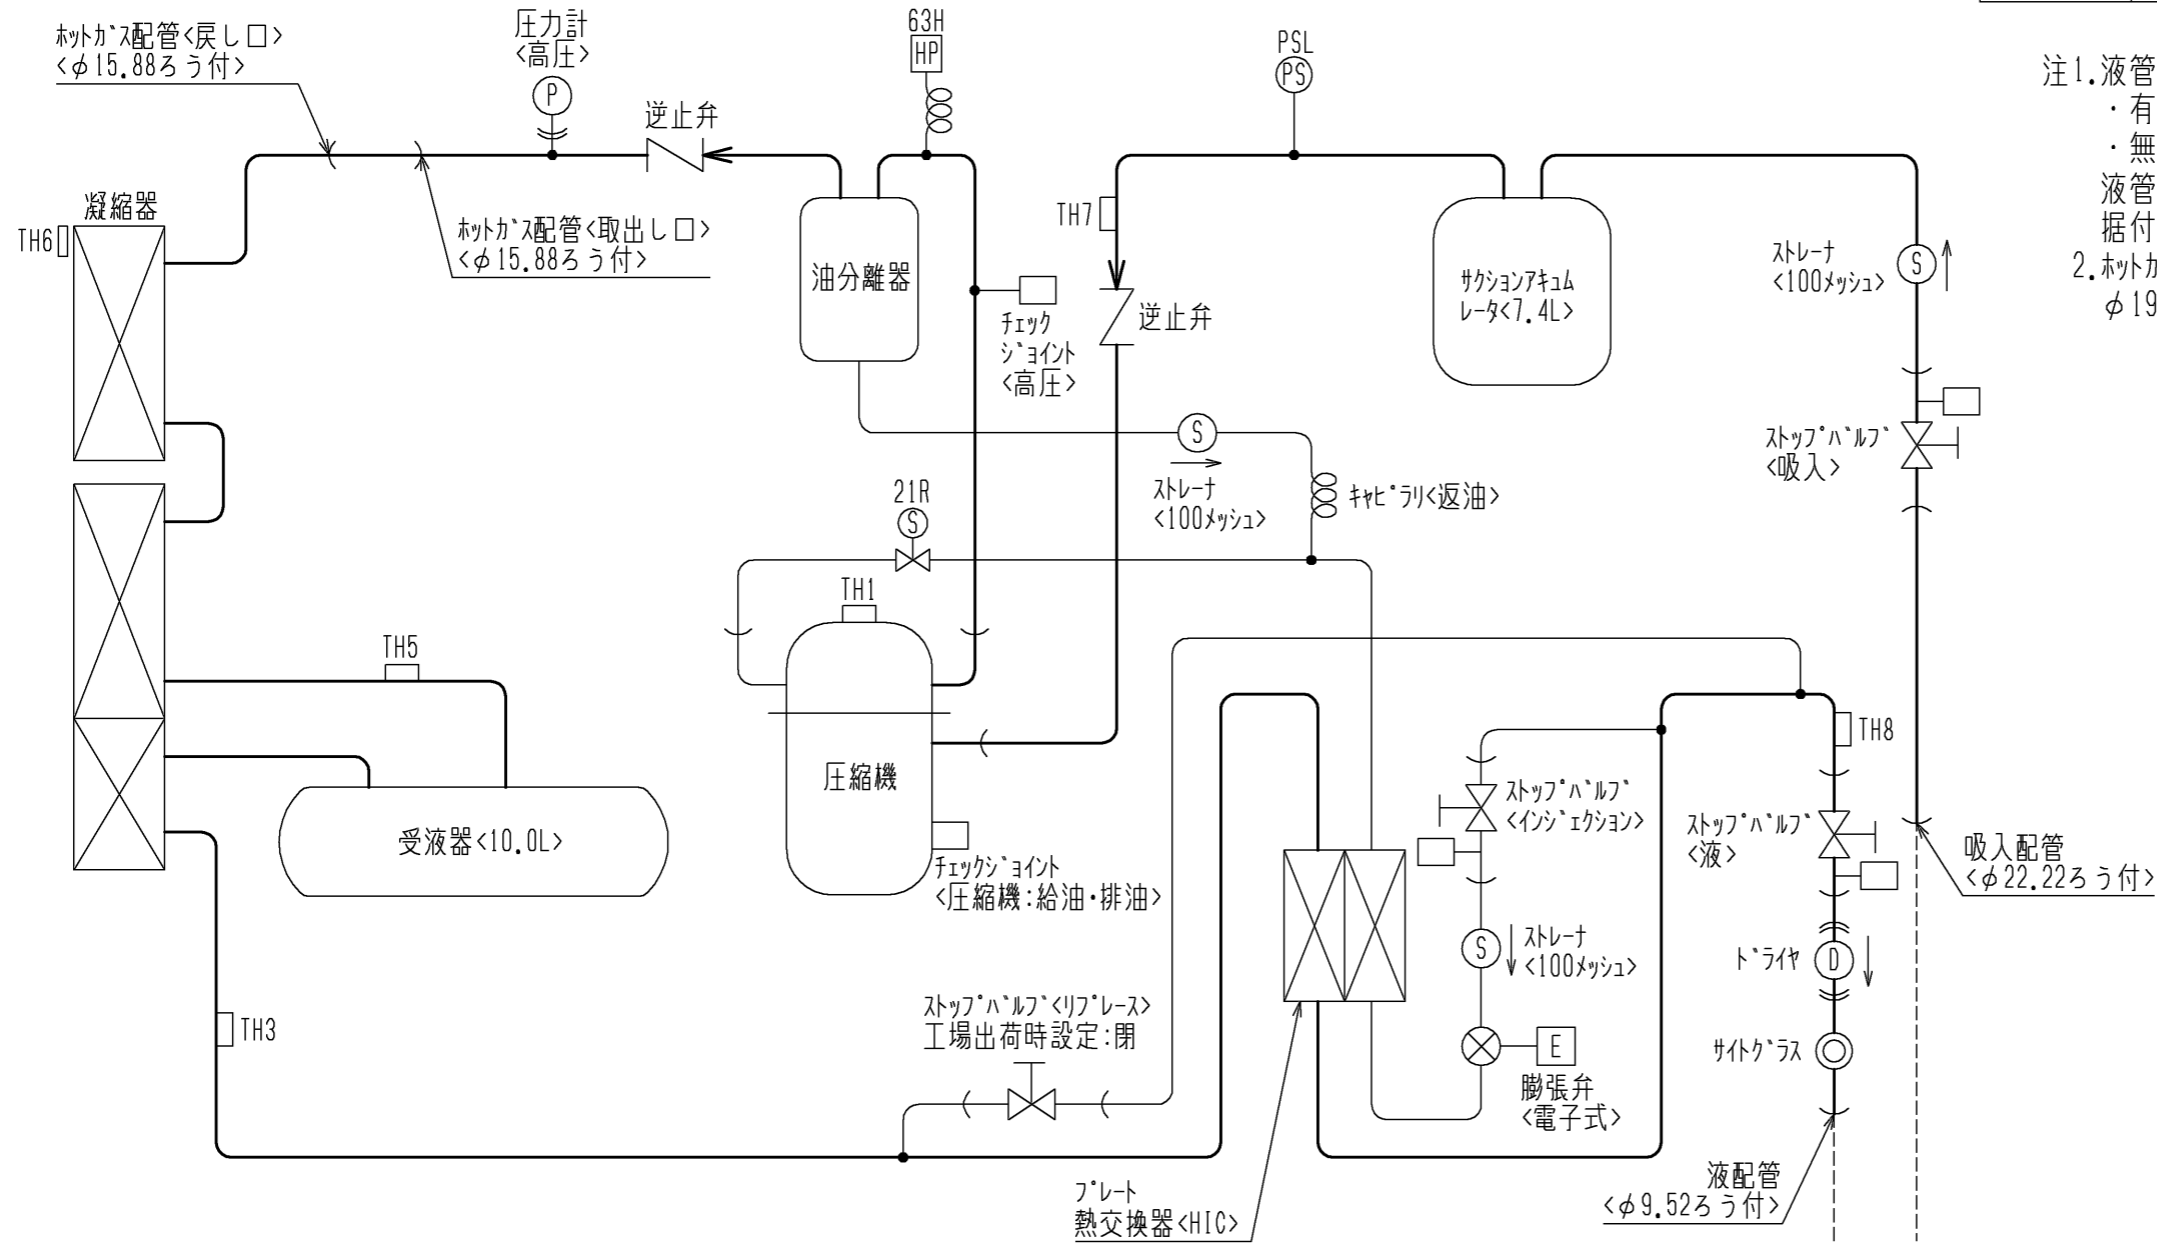 ホットガス配管<戻し口>
<φ15.88ろう付>
圧力計
<高圧>
P
逆止弁
63H
HP
PSL
PS
注1.液管
・有
・無
液管
据付
2.ホットガ
φ19
凝縮器
TH6
ホットガス配管<取出し口>
<φ15.88ろう付>
油分離器
チェック
ジョイント
<高圧>
TH7
逆止弁
サクションアキュム
レータ<7.4L>
ストレーナ
<100メッシュ>
S
ストップバルブ
<吸入>
S
ストレーナ
<100メッシュ>
キャピラリ<返油>
21R
S
TH1
TH5
圧縮機
受液器<10.0L>
チェックジョイント
<圧縮機:給油・排油>
ストップバルブ
<インジェクション>
TH8
ストップバルブ
<液>
吸入配管
<φ22.22ろう付>
S
ストレーナ
<100メッシュ>
ドライヤ
D
TH3
ストップバルブ<リプレース>
工場出荷時設定:閉
E
膨張弁
<電子式>
サイトグラス
プレート
熱交換器<HIC>
液配管
<φ9.52ろう付>